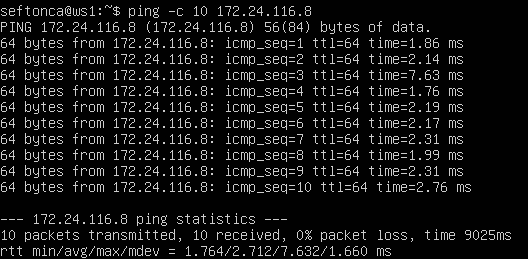 seftonca@ws1:~$ ping -c 10 172.24.116.8
PING 172.24.116.8 (172.24.116.8) 56(84) bytes of data.
64 bytes from 172.24.116.8: icmp_seq=1 ttl=64 time=1.86 ms
64 bytes from 172.24.116.8: icmp_seq=2 ttl=64 time=2.14 ms
64 bytes from 172.24.116.8: icmp_seq=3 ttl=64 time=7.63 ms
64 bytes from 172.24.116.8: icmp_seq=4 ttl=64 time=1.76 ms
64 bytes from 172.24.116.8: icmp_seq=5 ttl=64 time=2.19 ms
64 bytes from 172.24.116.8: icmp_seq=6 ttl=64 time=2.17 ms
64 bytes from 172.24.116.8: icmp_seq=7 ttl=64 time=2.31 ms
64 bytes from 172.24.116.8: icmp_seq=8 ttl=64 time=1.99 ms
64 bytes from 172.24.116.8: icmp_seq=9 ttl=64 time=2.31 ms
64 bytes from 172.24.116.8: icmp_seq=10 ttl=64 time=2.76 ms
--- 172.24.116.8 ping statistics ---
10 packets transmitted, 10 received, 0% packet loss, time 9025ms
rtt min/avg/max/mdev = 1.764/2.712/7.632/1.660 ms